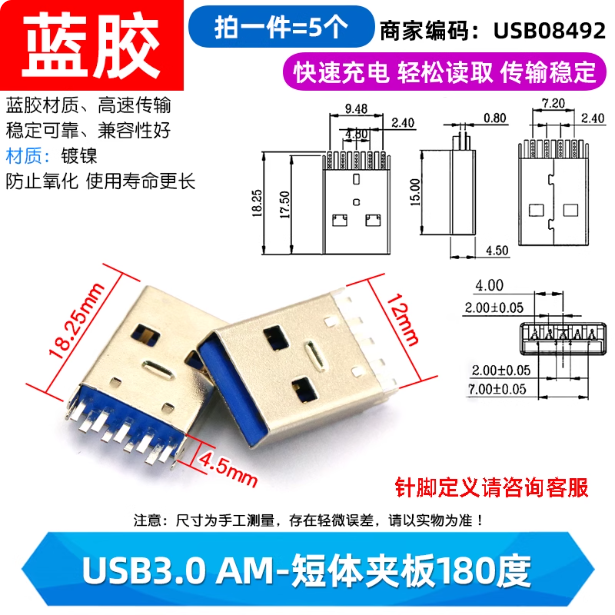 蓝胶
拍一件=5个
商家编码：USB08492
快速充电 轻松读取 传输稳定
蓝胶材质、高速传输
稳定可靠、兼容性好
材质：镀镍
防止氧化 使用寿命更长
9.48
2.40
4.80
18.25
17.50
0.80
15.00
4.50
7.20
2.40
4.00
2.00±0.05
2.00±0.05
7.00±0.05
18.25mm
12mm
4.5mm
针脚定义请咨询客服
注意：尺寸为手工测量，存在轻微误差，请以实物为准！
USB3.0 AM-短体夹板180度